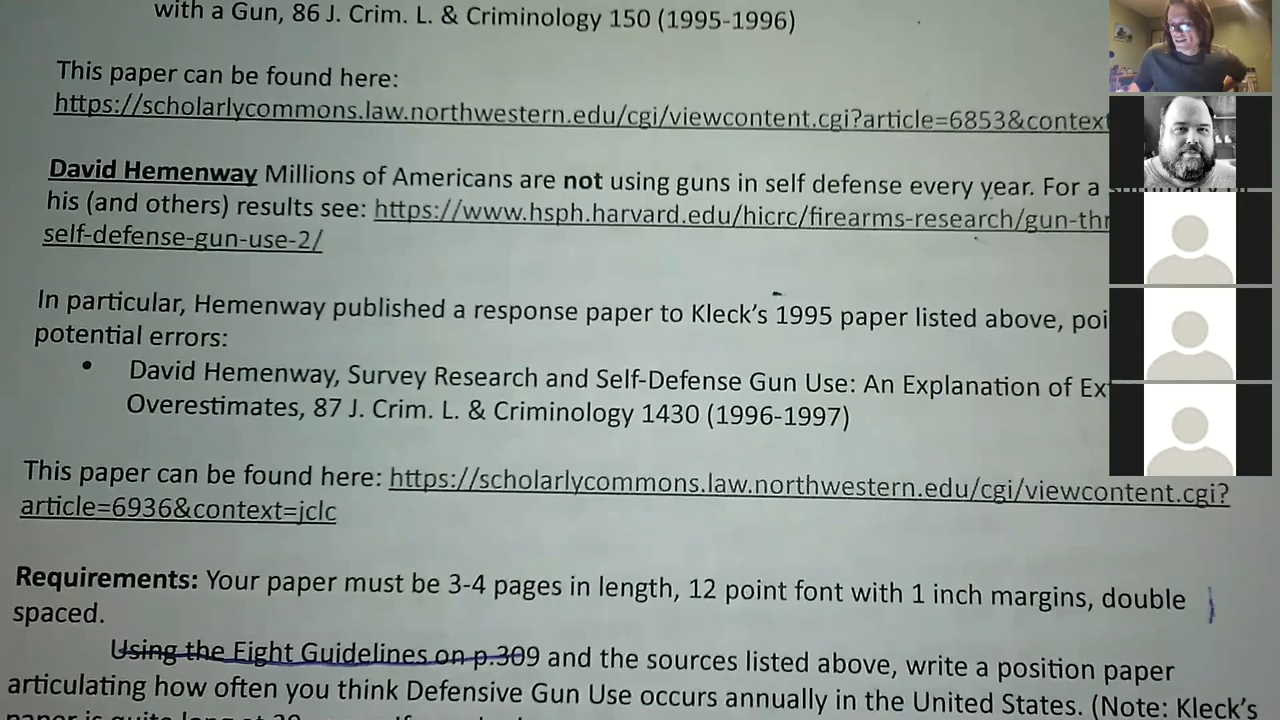 with a Gun, 86 J. Crim. L. & Criminology 150 (1995-1996)
This paper can be found here:
https://scholarlycommons.law.northwestern.edu/cgi/viewcontent.cgi?article=6853&context
David Hemenway Millions of Americans are not using guns in self defense every year. For a summary of
his (and others) results see: https://www.hsph.harvard.edu/hicrc/firearms-research/gun-thr
self-defense-gun-use-2/
In particular, Hemenway published a response paper to Kleck's 1995 paper listed above, poi
potential errors:
• David Hemenway, Survey Research and Self-Defense Gun Use: An Explanation of Ex
Overestimates, 87 J. Crim. L. & Criminology 1430 (1996-1997)
This paper can be found here: https://scholarlycommons.law.northwestern.edu/cgi/viewcontent.cgi?
article=6936&context=jclc
Requirements: Your paper must be 3-4 pages in length, 12 point font with 1 inch margins, double
spaced.
Using the Eight Guidelines on p.309 and the sources listed above, write a position paper
articulating how often you think Defensive Gun Use occurs annually in the United States. (Note: Kleck's
paper is quite long at